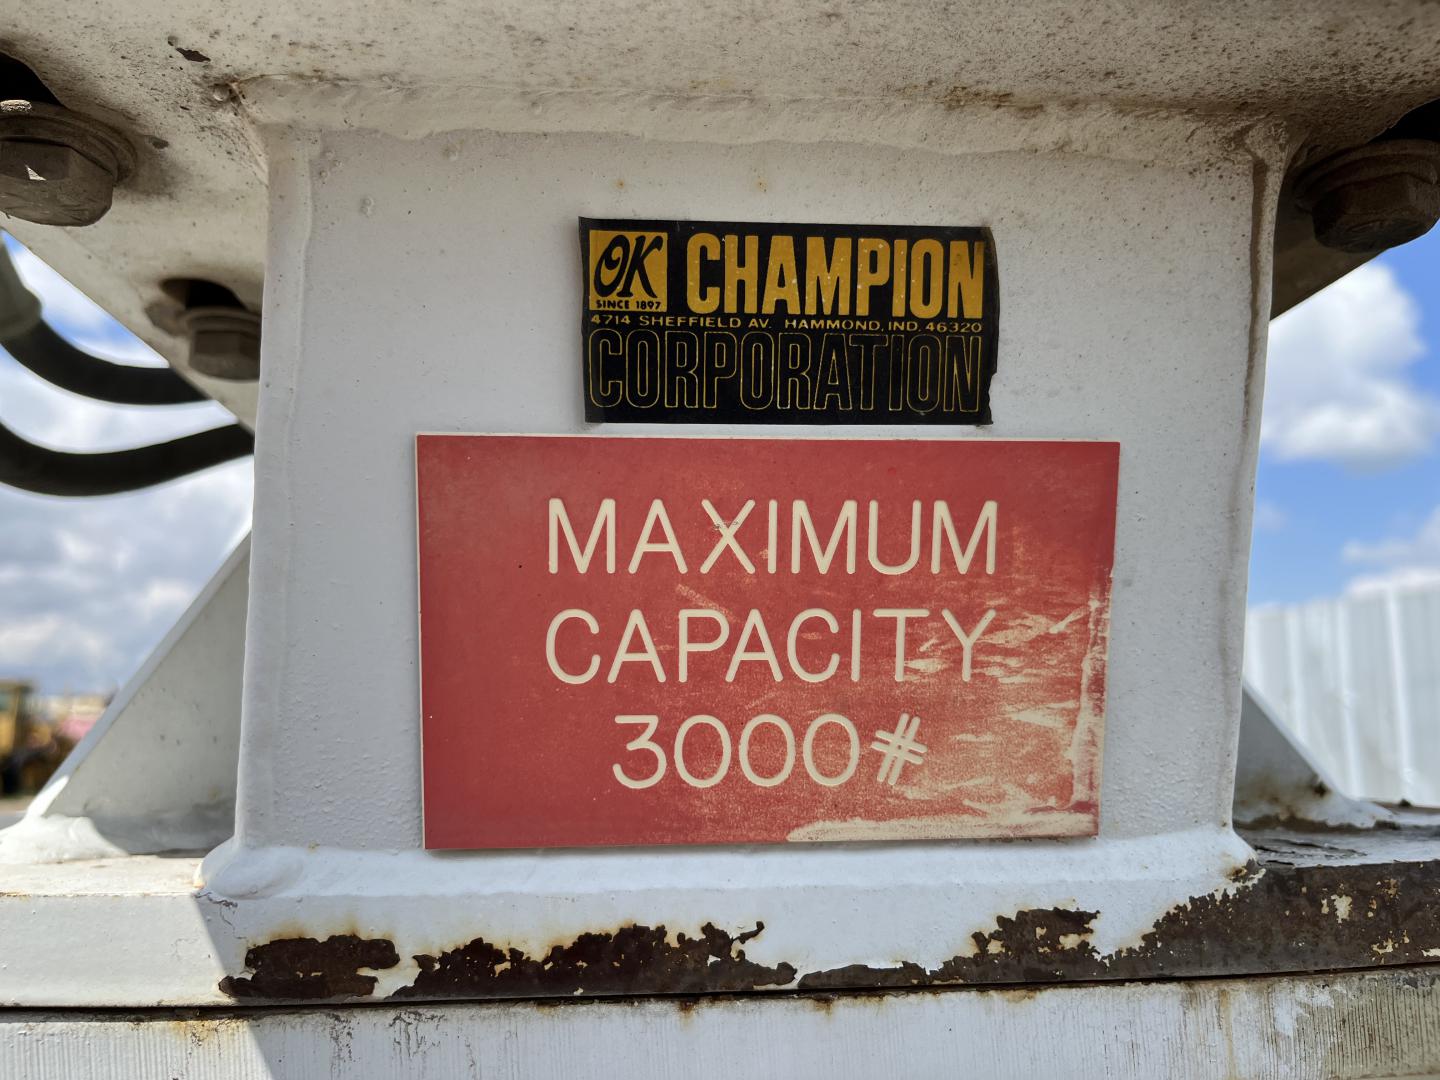 OK CHAMPION
SINCE 1897
4714 SHEFFIELD AV. HAMMOND, IND. 46320
CORPORATION
MAXIMUM
CAPACITY
3000#